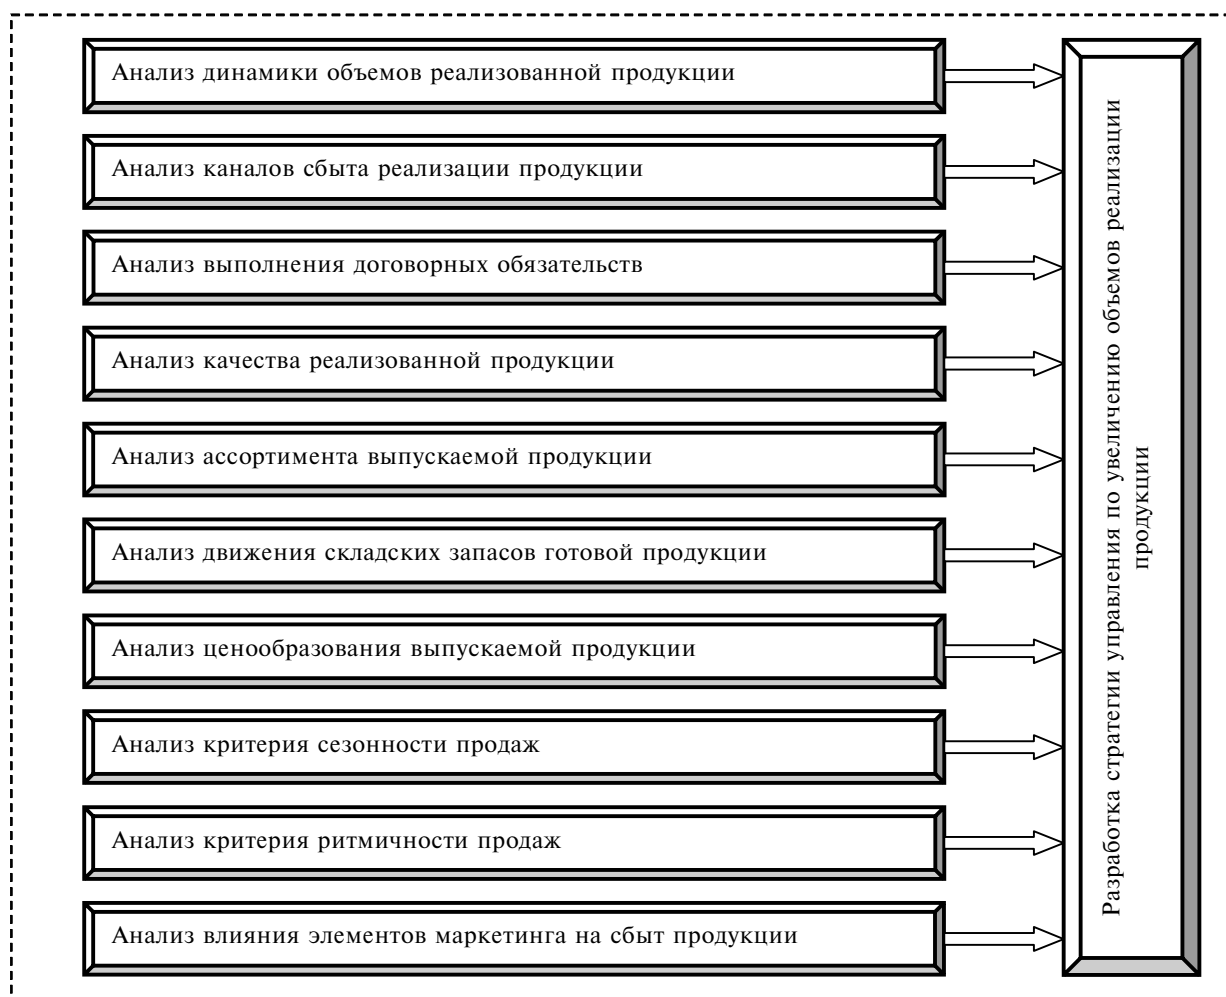 Анализ динамики объемов реализованной продукции
Анализ каналов сбыта реализации продукции
Анализ выполнения договорных обязательств
Анализ качества реализованной продукции
Анализ ассортимента выпускаемой продукции
Анализ движения складских запасов готовой продукции
Анализ ценообразования выпускаемой продукции
Анализ критерия сезонности продаж
Анализ критерия ритмичности продаж
Анализ влияния элементов маркетинга на сбыт продукции
Разработка стратегии управления по увеличению объемов реализации
продукции